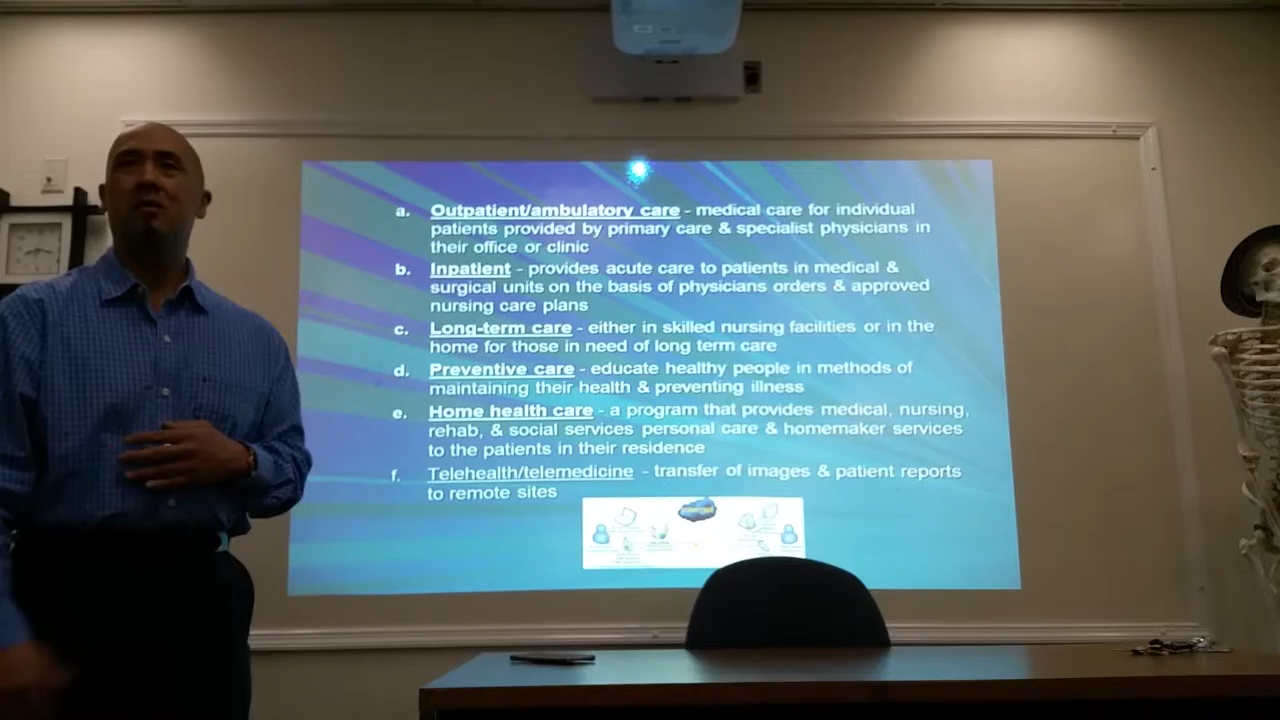 a. Outpatient/ambulatory care - medical care for individual
patients provided by primary care & specialist physicians in
their office or clinic
b. Inpatient - provides acute care to patients in medical &
surgical units on the basis of physicians orders & approved
nursing care plans
c. Long-term care - either in skilled nursing facilities or in the
home for those in need of long term care
d. Preventive care - educate healthy people in methods of
maintaining their health & preventing illness
e. Home health care - a program that provides medical, nursing,
rehab, & social services personal care & homemaker services
to the patients in their residence
f. Telehealth/telemedicine - transfer of images & patient reports
to remote sites